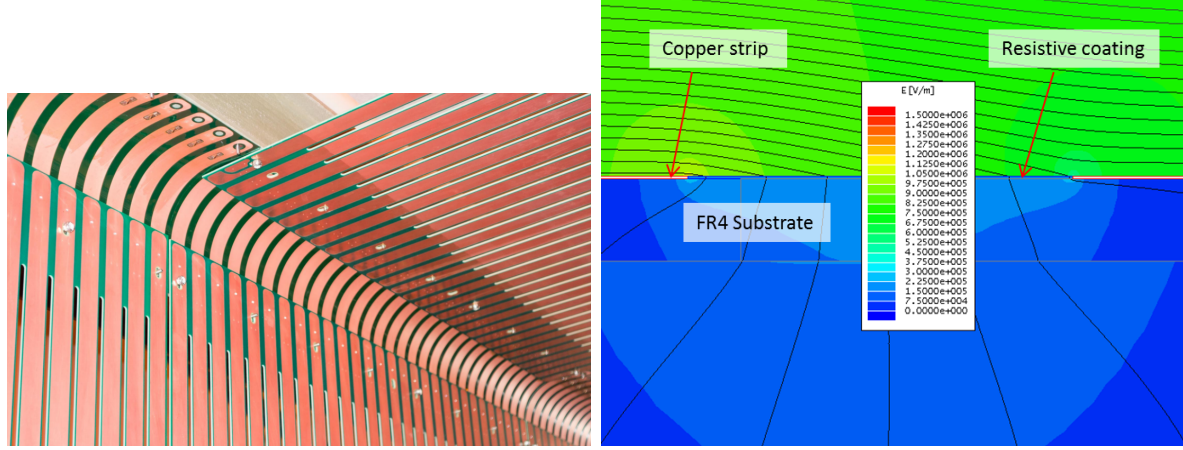 Copper strip
Resistive coating
E [V/m]
1.5000e+006
1.4250e+006
1.3500e+006
1.2750e+006
1.2000e+006
1.1250e+006
1.0500e+006
9.7500e+005
9.0000e+005
8.2500e+005
7.5000e+005
6.7500e+005
6.0000e+005
5.2500e+005
4.5000e+005
3.7500e+005
3.0000e+005
2.2500e+005
1.5000e+005
7.5000e+004
0.0000e+000
FR4 Substrate